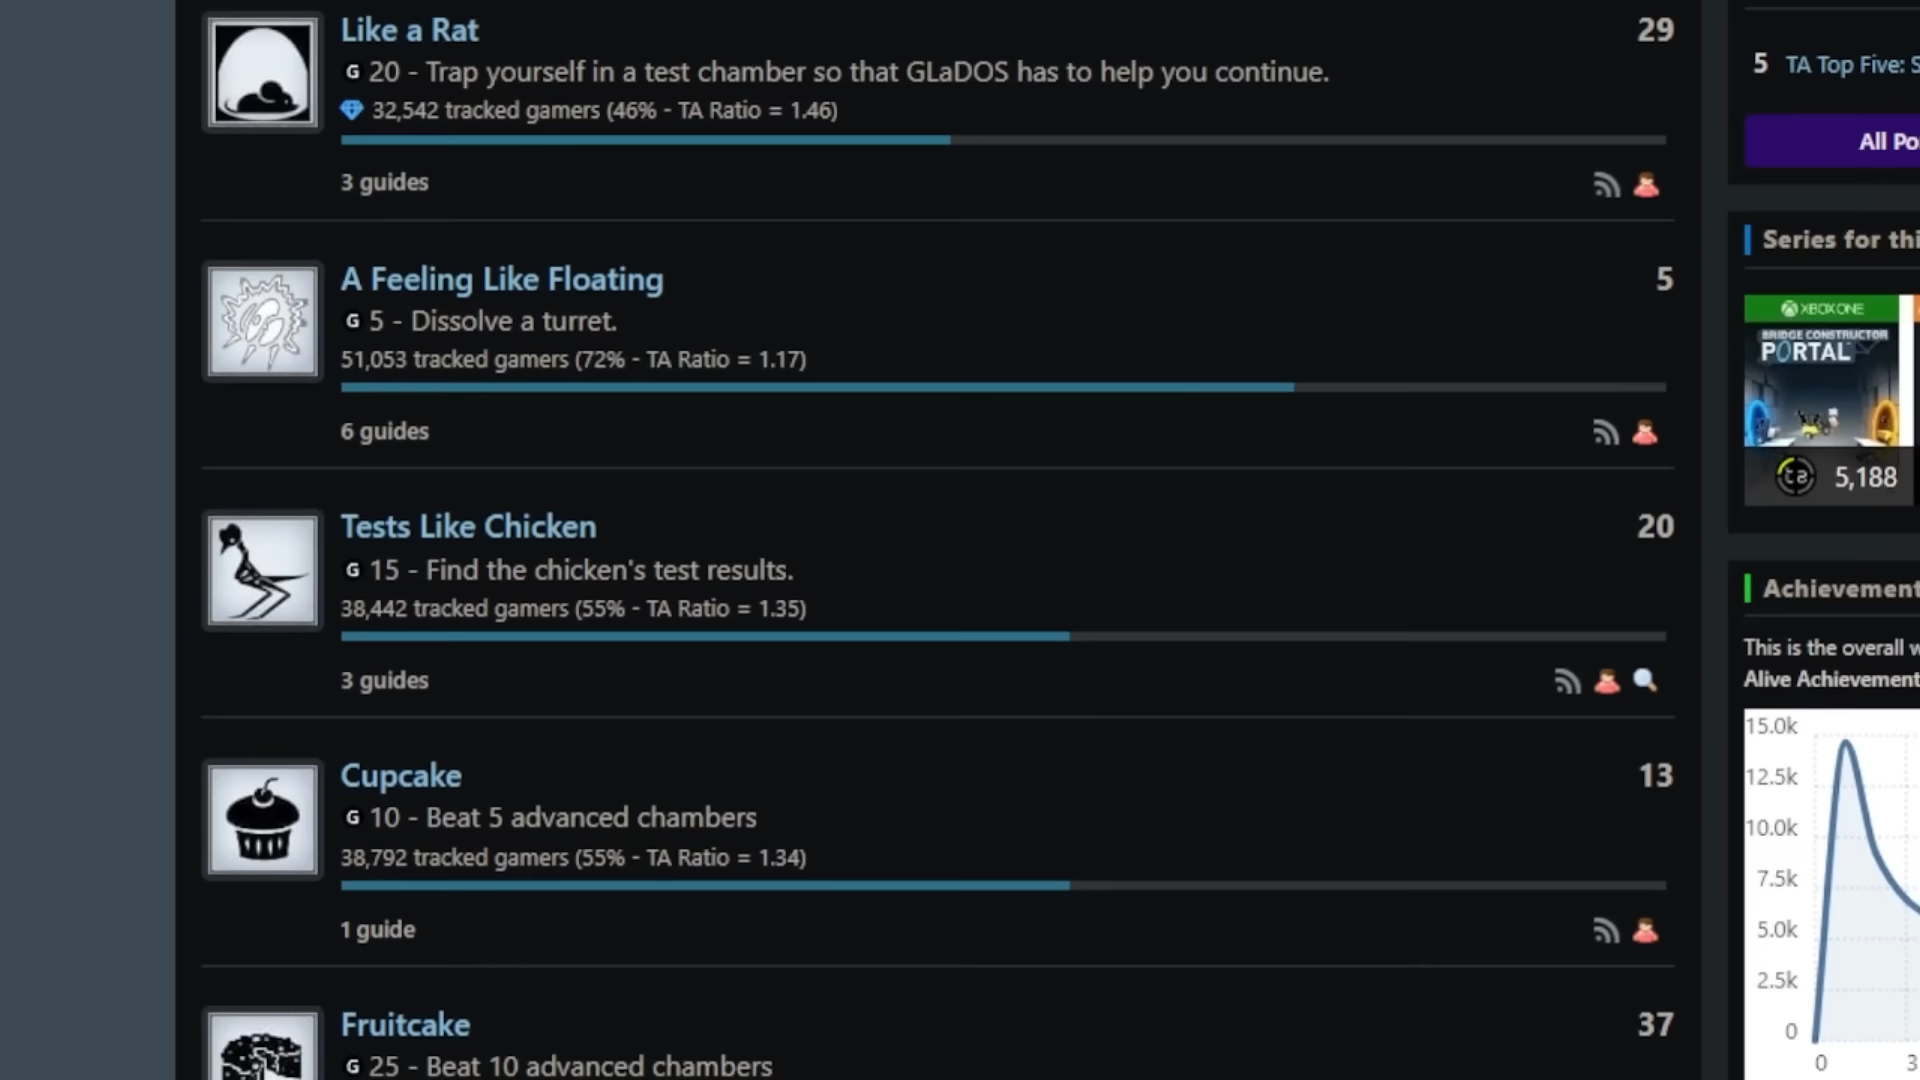 Like a Rat
29
G 20 - Trap yourself in a test chamber so that GLaDOS has to help you continue.
32,542 tracked gamers (46% - TA Ratio = 1.46)
3 guides
A Feeling Like Floating
5
G 5 - Dissolve a turret.
51,053 tracked gamers (72% - TA Ratio = 1.17)
6 guides
Tests Like Chicken
20
G 15 - Find the chicken's test results.
38,442 tracked gamers (55% - TA Ratio = 1.35)
3 guides
Cupcake
13
G 10 - Beat 5 advanced chambers
38,792 tracked gamers (55% - TA Ratio = 1.34)
1 guide
Fruitcake
37
G 25 - Beat 10 advanced chambers
5 TA Top Five: S
All Po
Series for thi
XBOX ONE
BRIDGE CONSTRUCTOR
PORTAL
ta 5,188
Achievement
This is the overall w
Alive Achievement
15.0k
12.5k
10.0k
7.5k
5.0k
2.5k
0
0 3